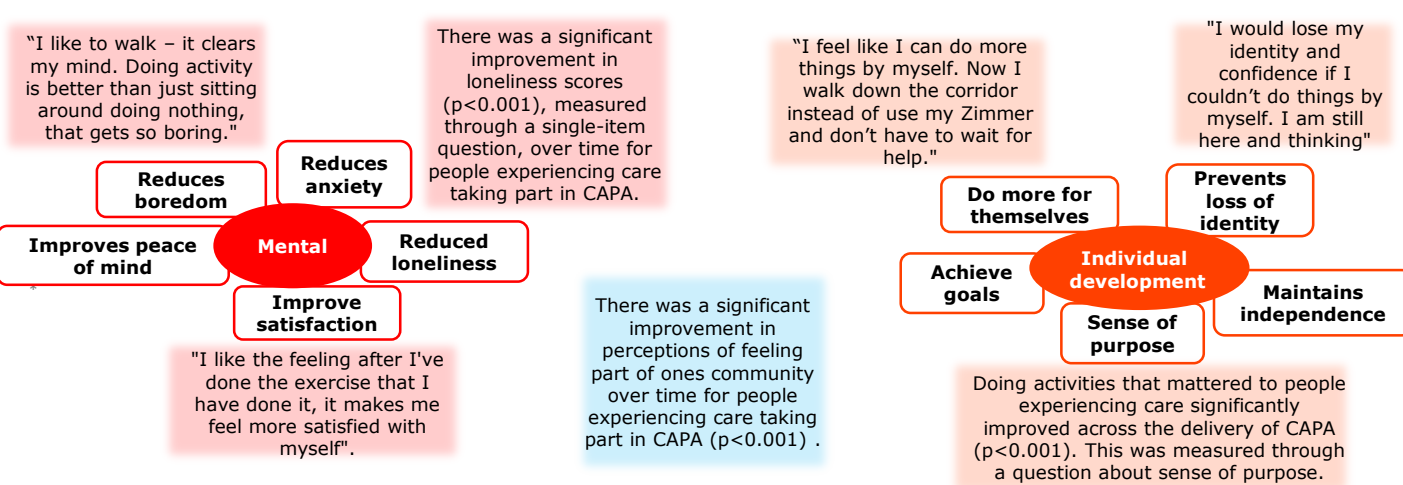 “I like to walk – it clears
my mind. Doing activity
is better than just sitting
around doing nothing,
that gets so boring."
There was a significant
improvement in
loneliness scores
(p<0.001), measured
through a single-item
question, over time for
people experiencing care
taking part in CAPA.
Reduces
boredom
Reduces
anxiety
Improves peace
of mind
*
Mental
Reduced
loneliness
Improve
satisfaction
"I like the feeling after I've
done the exercise that I
have done it, it makes me
feel more satisfied with
myself".
There was a significant
improvement in
perceptions of feeling
part of ones community
over time for people
experiencing care taking
part in CAPA (p<0.001) .
“I feel like I can do more
things by myself. Now I
walk down the corridor
instead of use my Zimmer
and don’t have to wait for
help."
"I would lose my
identity and
confidence if I
couldn’t do things by
myself. I am still
here and thinking"
Do more for
themselves
Prevents
loss of
identity
Achieve
goals
Individual
development
Maintains
independence
Sense of
purpose
Doing activities that mattered to people
experiencing care significantly
improved across the delivery of CAPA
(p<0.001). This was measured through
a question about sense of purpose.